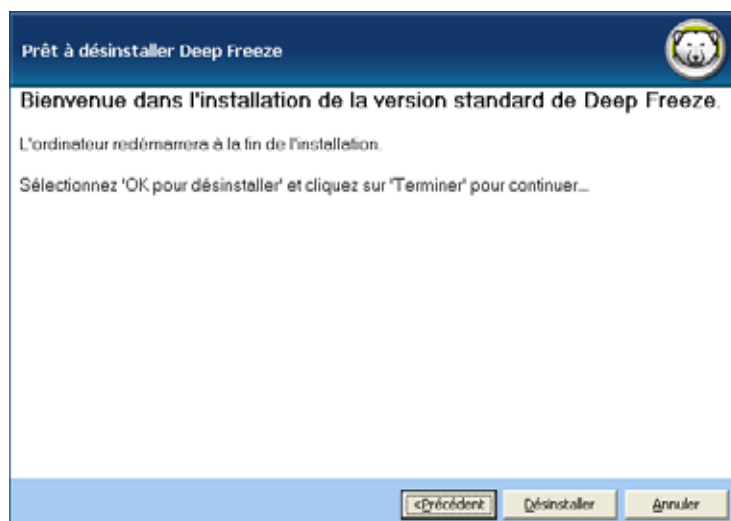 Prêt à désinstaller Deep Freeze
Bienvenue dans l'installation de la version standard de Deep Freeze.
L'ordinateur redémarrera à la fin de l'installation.
Sélectionnez 'OK pour désinstaller' et cliquez sur 'Terminer' pour continuer...
<Précédent
Désinstaller
Annuler